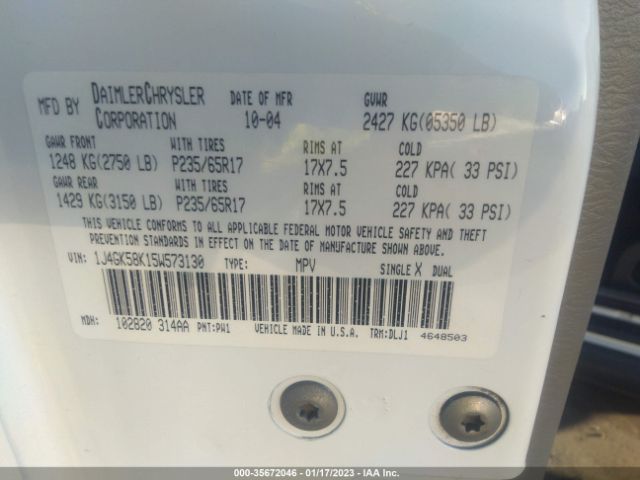 MFD BY DAIMLERCHRYSLER CORPORATION DATE OF MFR 10-04 GVWR 2427 KG(05350 LB)
GAWR FRONT WITH TIRES RIMS AT COLD
1248 KG(2750 LB) P235/65R17 17X7.5 227 KPA( 33 PSI)
GAWR REAR WITH TIRES RIMS AT COLD
1429 KG(3150 LB) P235/65R17 17X7.5 227 KPA( 33 PSI)
THIS VEHICLE CONFORMS TO ALL APPLICABLE FEDERAL MOTOR VEHICLE SAFETY AND THEFT
PREVENTION STANDARDS IN EFFECT ON THE DATE OF MANUFACTURE SHOWN ABOVE.
VIN: 1J4GK58K15W573130 TYPE: MPV SINGLE X DUAL
MDH: 102820 314AA PNT:PW1 VEHICLE MADE IN U.S.A. TRM:DLJ1 4648503
000-35672046 - 01/17/2023 - IAA Inc.